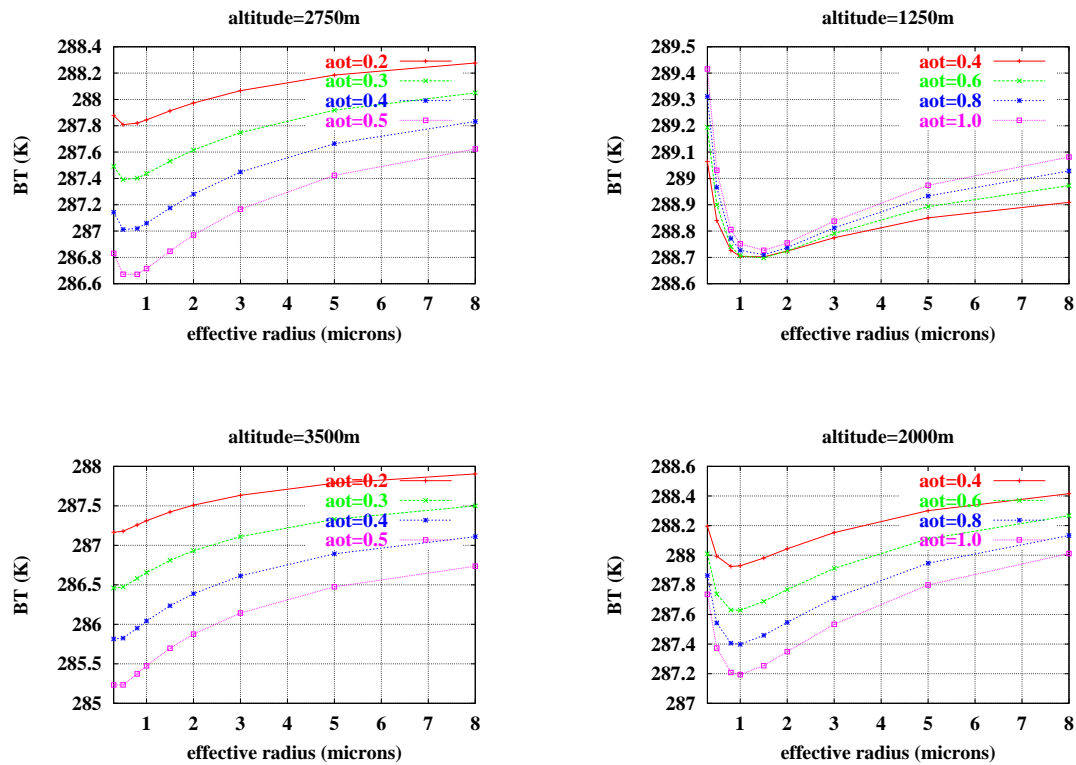 altitude=2750m
288.4
288.2
288
287.8
287.6
287.4
287.2
287
286.8
286.6
BT (K)
aot=0.2
aot=0.3
aot=0.4
aot=0.5
1 2 3 4 5 6 7 8
effective radius (microns)
altitude=1250m
289.5
289.4
289.3
289.2
289.1
289
288.9
288.8
288.7
288.6
BT (K)
aot=0.4
aot=0.6
aot=0.8
aot=1.0
1 2 3 4 5 6 7 8
effective radius (microns)
altitude=3500m
288
287.5
287
286.5
286
285.5
285
BT (K)
aot=0.2
aot=0.3
aot=0.4
aot=0.5
1 2 3 4 5 6 7 8
effective radius (microns)
altitude=2000m
288.6
288.4
288.2
288
287.8
287.6
287.4
287.2
287
BT (K)
aot=0.4
aot=0.6
aot=0.8
aot=1.0
1 2 3 4 5 6 7 8
effective radius (microns)